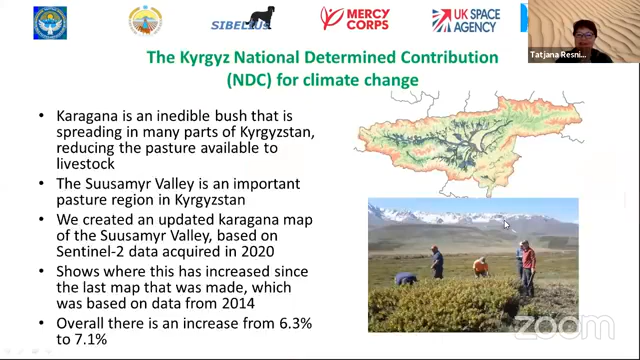 SIBELIUS
MERCY
CORPS
UK SPACE
AGENCY
Tatjana Resni...
The Kyrgyz National Determined Contribution
(NDC) for climate change
• Karagana is an inedible bush that is
spreading in many parts of Kyrgyzstan,
reducing the pasture available to
livestock
• The Suusamyr Valley is an important
pasture region in Kyrgyzstan
• We created an updated karagana map
of the Suusamyr Valley, based on
Sentinel-2 data acquired in 2020
• Shows where this has increased since
the last map that was made, which
was based on data from 2014
• Overall there is an increase from 6.3%
to 7.1%
zoom